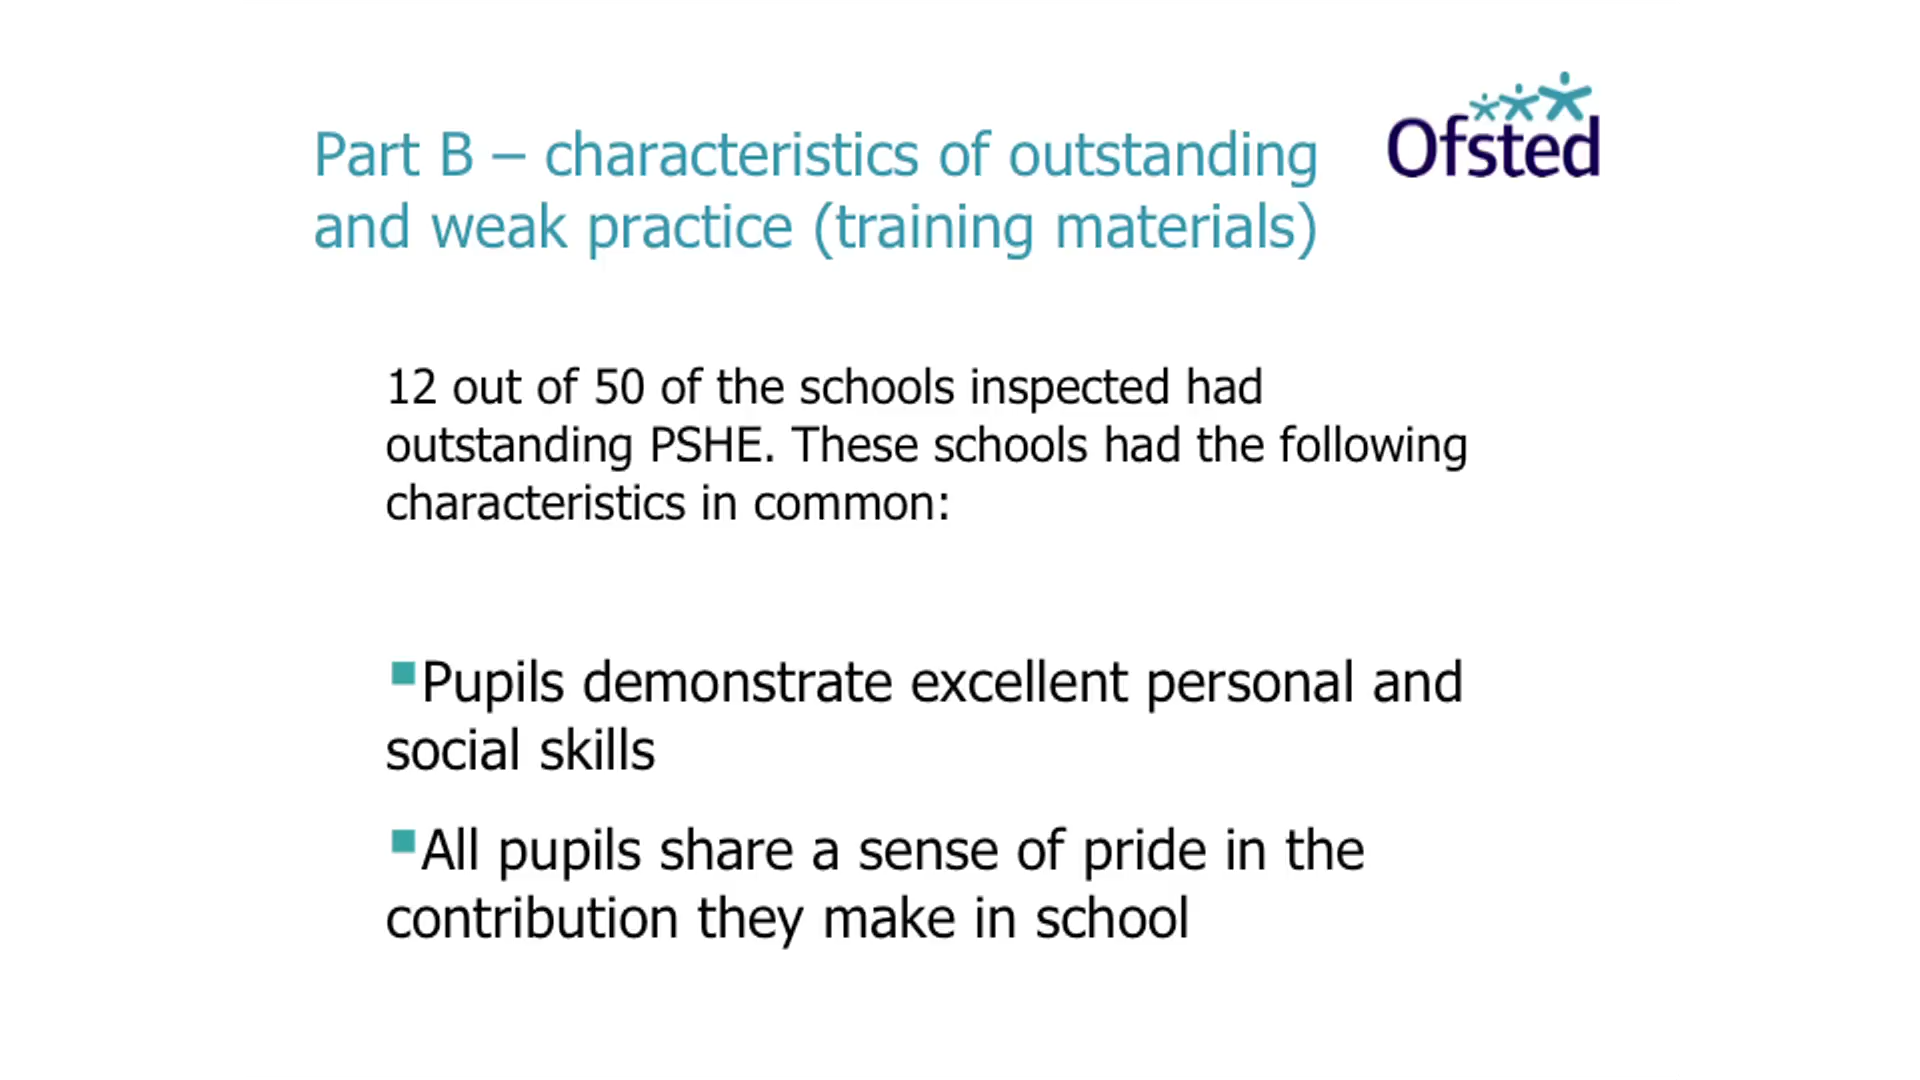 Part B – characteristics of outstanding
and weak practice (training materials)
Ofsted
12 out of 50 of the schools inspected had
outstanding PSHE. These schools had the following
characteristics in common:
▪Pupils demonstrate excellent personal and
social skills
▪All pupils share a sense of pride in the
contribution they make in school